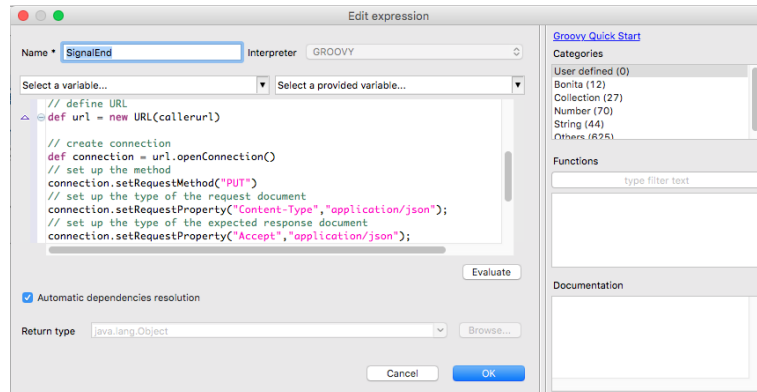 Edit expression
Name * SignalEnd Interpreter GROOVY
Select a variable... Select a provided variable...
// define URL
def url = new URL(callerurl)
// create connection
def connection = url.openConnection()
// set up the method
connection.setRequestMethod("PUT")
// set up the type of the request document
connection.setRequestProperty("Content-Type","application/json");
// set up the type of the expected response document
connection.setRequestProperty("Accept","application/json");
Evaluate
Automatic dependencies resolution
Return type java.lang.Object Browse...
Cancel OK
Groovy Quick Start
Categories
User defined (0)
Bonita (12)
Collection (27)
Number (70)
String (44)
Others (625)
Functions
type filter text
Documentation